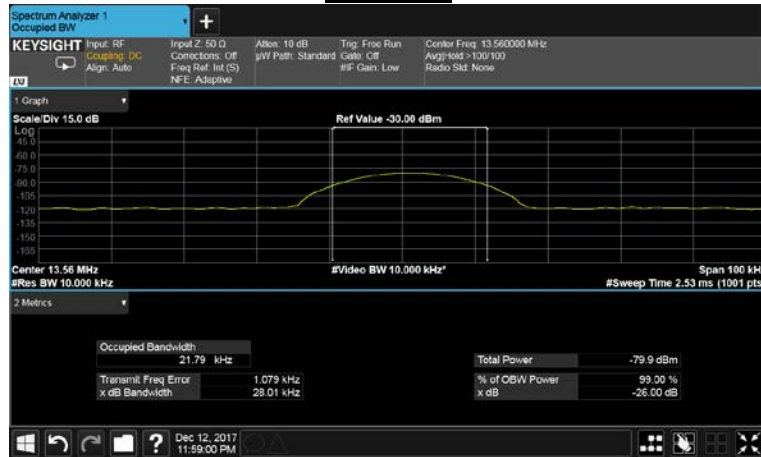 Spectrum Analyzer 1
Occupied BW
+
KEYSIGHT
Input: RF
Coupling: DC
Align: Auto
Input Z: 50 Ω
Corrections: Off
Freq Ref: Int (S)
NFE: Adaptive
Atten: 10 dB
µW Path: Standard
Trig: Free Run
Gate: Off
#IF Gain: Low
Center Freq: 13.560000 MHz
Avg|Hold:>100/100
Radio Std: None
1 Graph
Scale/Div 15.0 dB
Ref Value -30.00 dBm
Log
-45.0
-60.0
-75.0
-90.0
-105
-120
-135
-150
-165
Center 13.56 MHz
#Video BW 10.000 kHz*
Span 100 kH
#Res BW 10.000 kHz
#Sweep Time 2.53 ms (1001 pts
2 Metrics
Occupied Bandwidth
21.79 kHz
Total Power -79.9 dBm
Transmit Freq Error 1.079 kHz
% of OBW Power 99.00 %
x dB Bandwidth 28.01 kHz
x dB -26.00 dB
?
Dec 12, 2017
11:59:00 PM